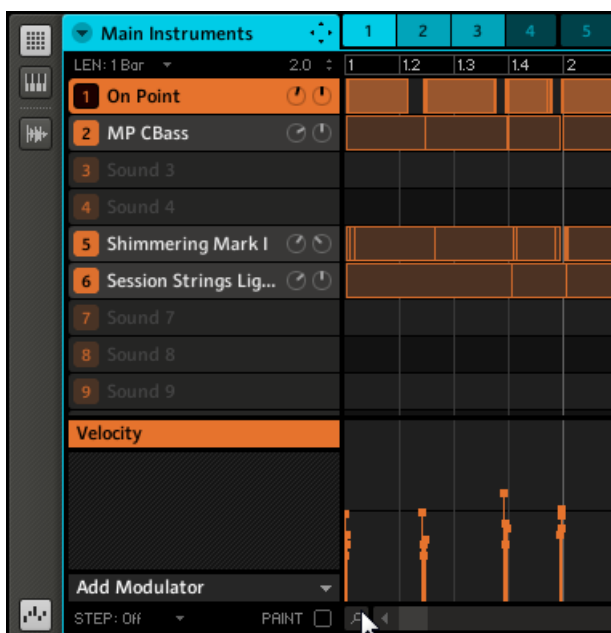 Main Instruments 1 2 3 4 5
LEN: 1 Bar 2.0 1 1.2 1.3 1.4 2
1 On Point
2 MP CBass
3 Sound 3
4 Sound 4
5 Shimmering Mark I
6 Session Strings Lig...
7 Sound 7
8 Sound 8
9 Sound 9
Velocity
Add Modulator
STEP: Off PAINT